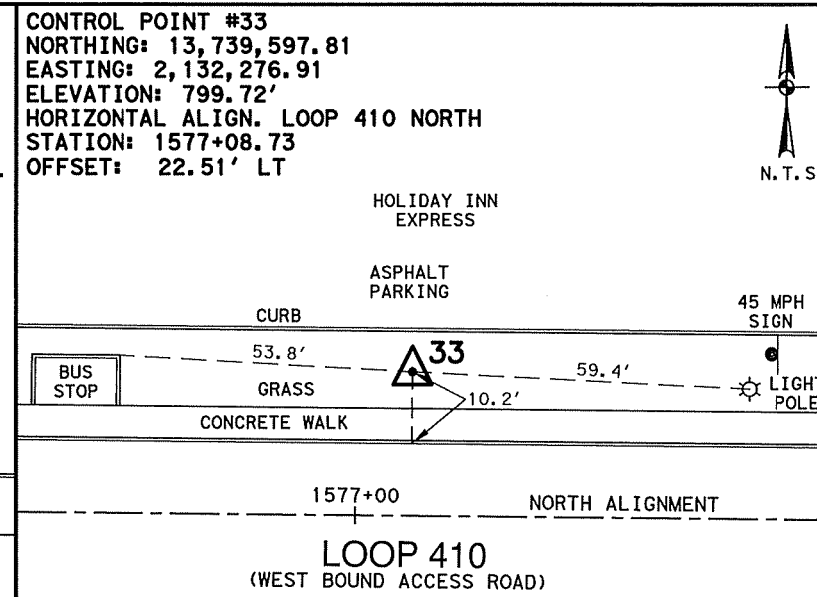 CONTROL POINT #33
NORTHING: 13,739,597.81
EASTING: 2,132,276.91
ELEVATION: 799.72'
HORIZONTAL ALIGN. LOOP 410 NORTH
STATION: 1577+08.73
OFFSET: 22.51' LT
N.T.S
HOLIDAY INN
EXPRESS
ASPHALT
PARKING
45 MPH
SIGN
CURB
53.8'
33
59.4'
BUS
STOP
GRASS
10.2'
LIGHT
POLE
CONCRETE WALK
1577+00
NORTH ALIGNMENT
LOOP 410
(WEST BOUND ACCESS ROAD)